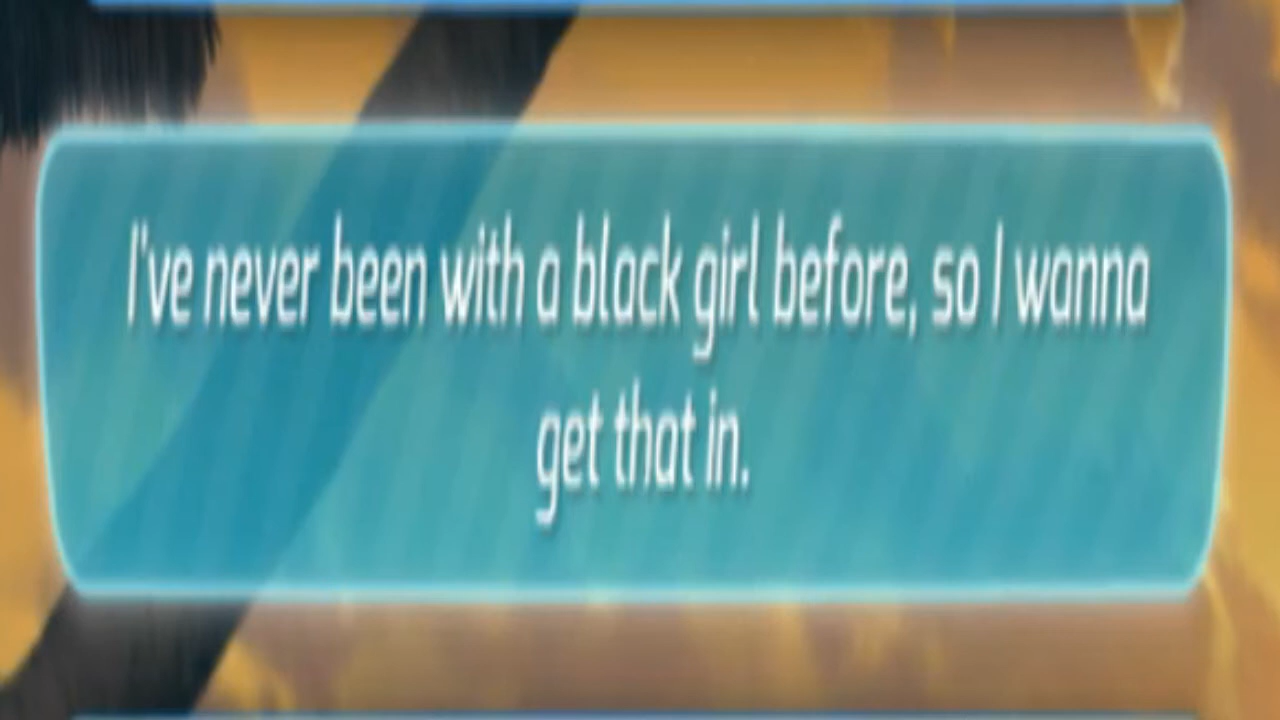 I've never been with a black girl before, so I wanna
get that in.